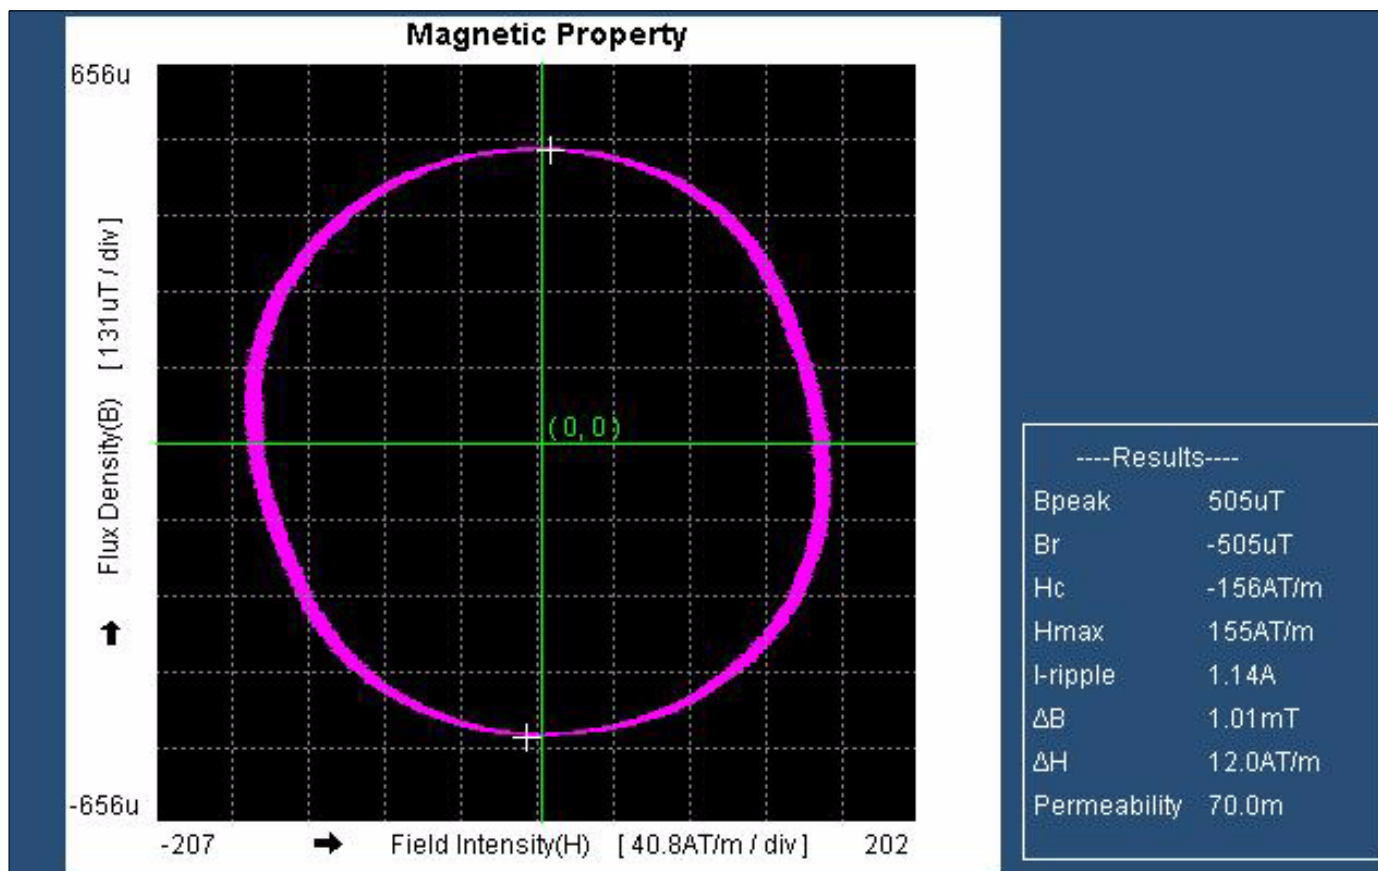 Magnetic Property
656u
Flux Density(B) [131uT / div]
(0, 0)
-656u
-207
Field Intensity(H) [40.8AT/m / div]
202
----Results----
Bpeak 505uT
Br -505uT
Hc -156AT/m
Hmax 155AT/m
I-ripple 1.14A
ΔB 1.01mT
ΔH 12.0AT/m
Permeability 70.0m